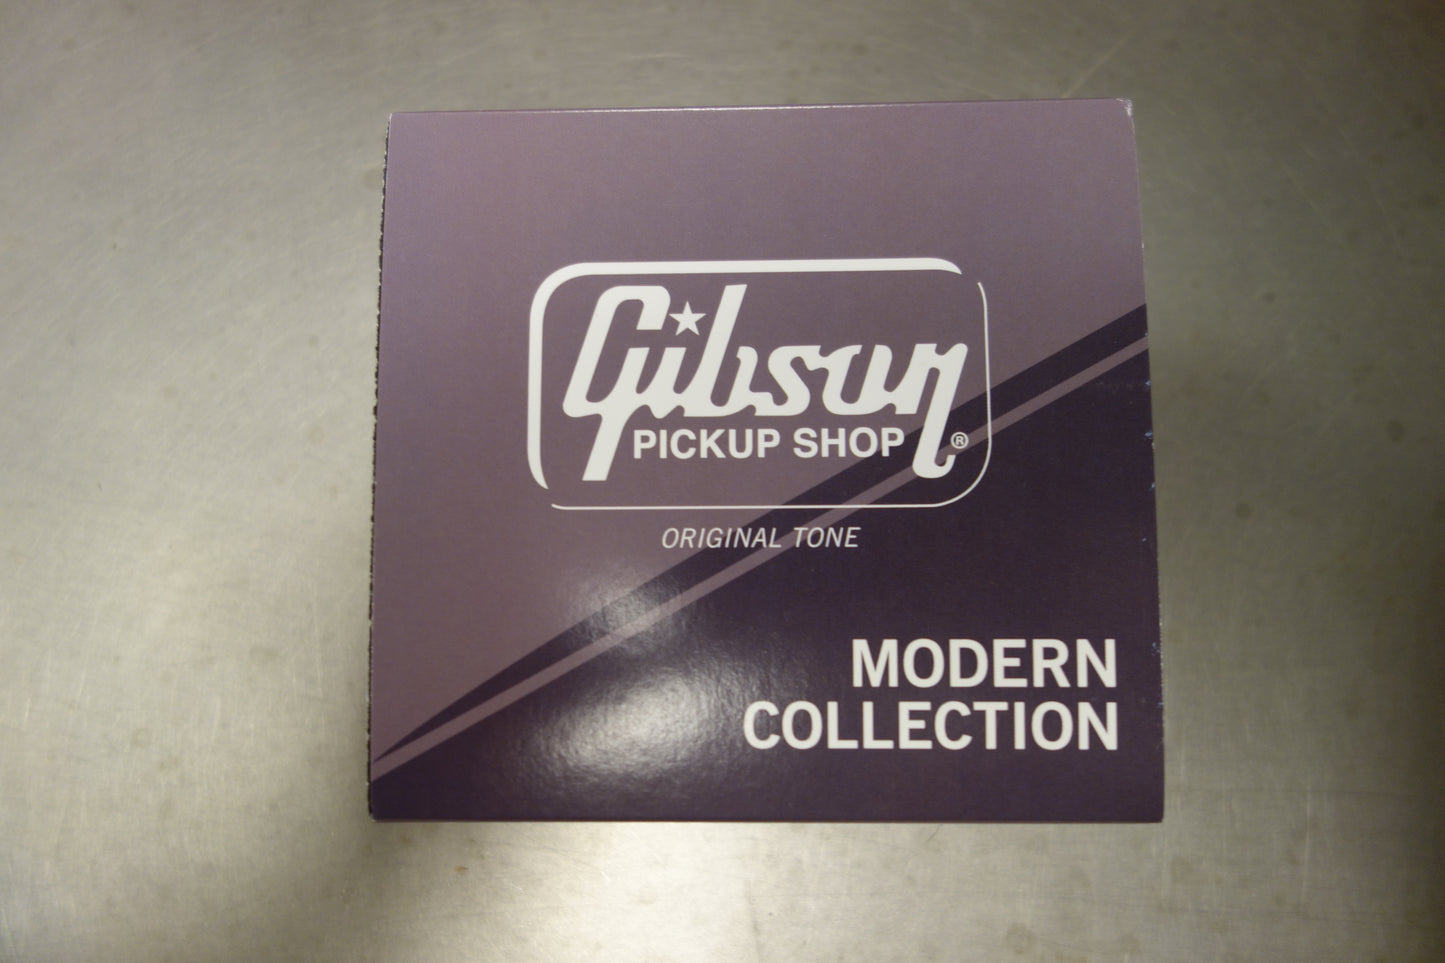 Gibson
PICKUP SHOP ®
ORIGINAL TONE
MODERN
COLLECTION